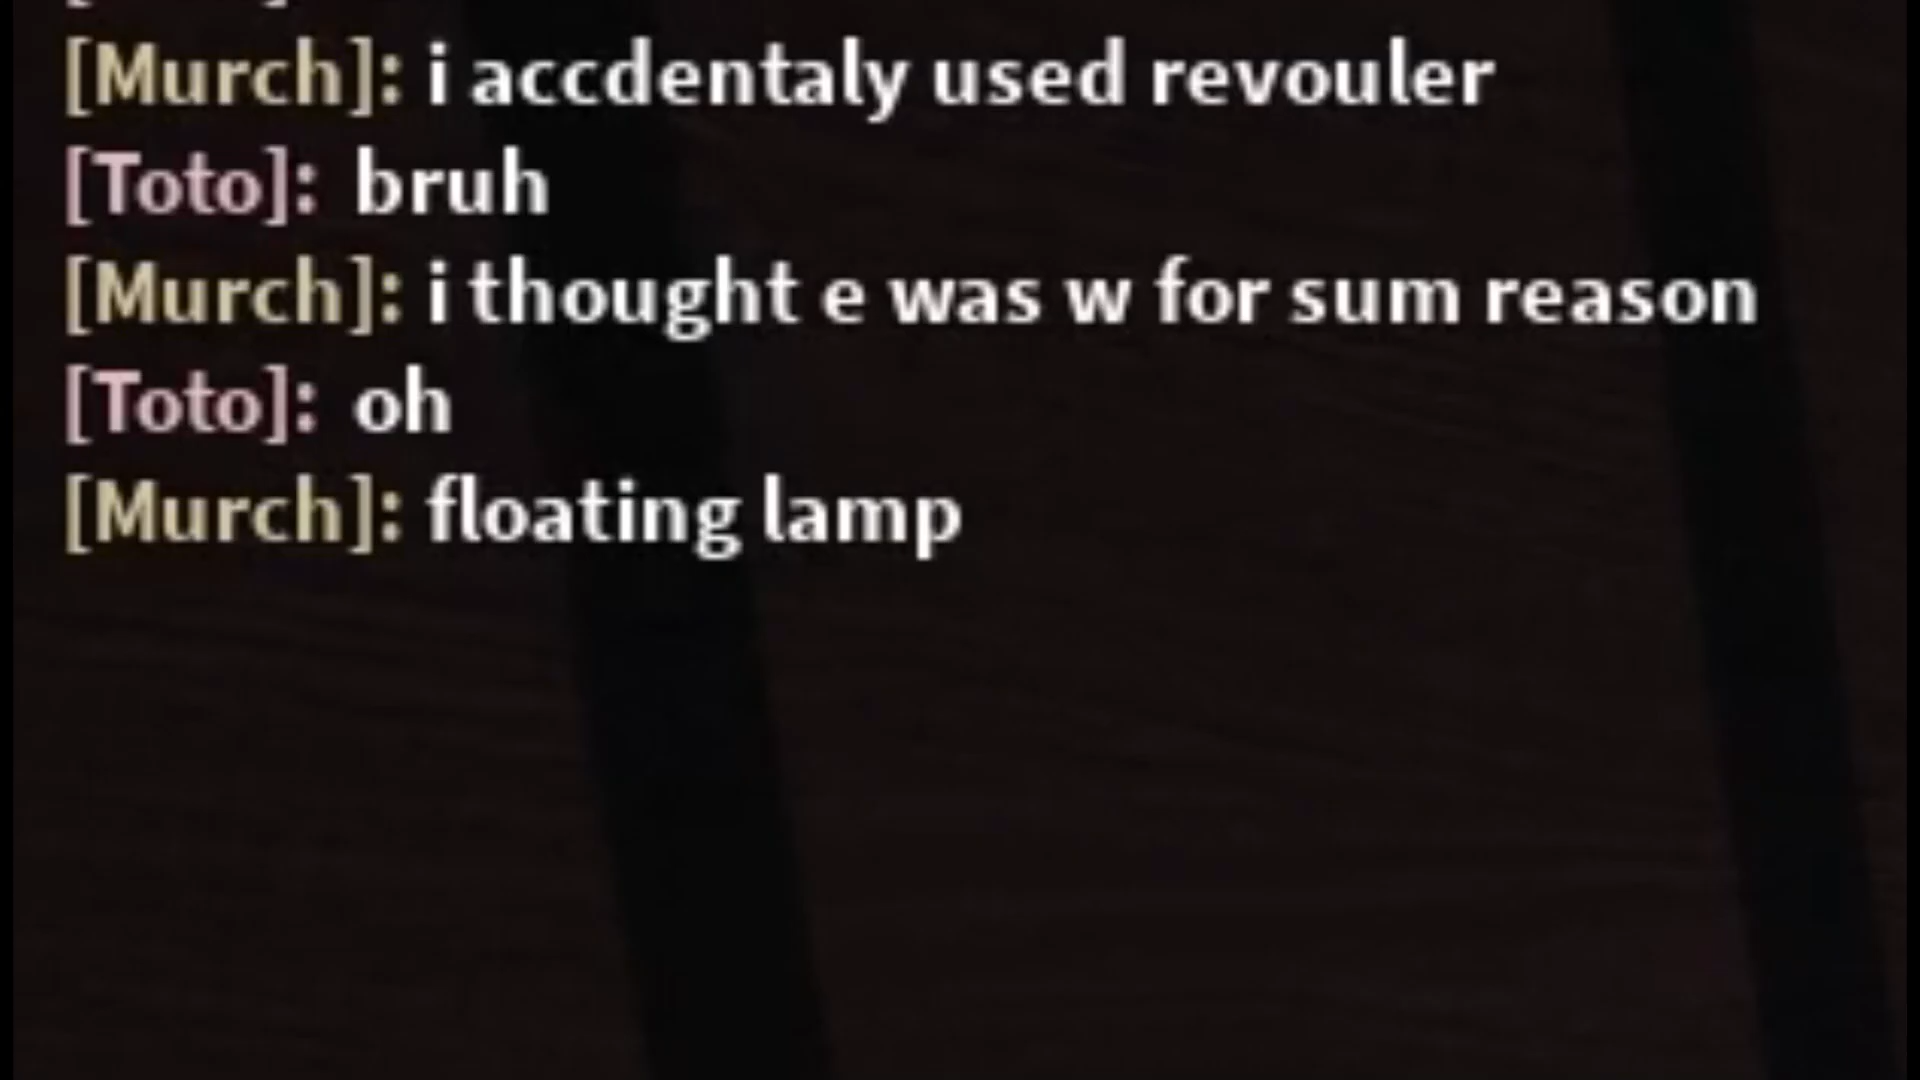 [Murch]: i accdentaly used revouler
[Toto]: bruh
[Murch]: i thought e was w for sum reason
[Toto]: oh
[Murch]: floating lamp